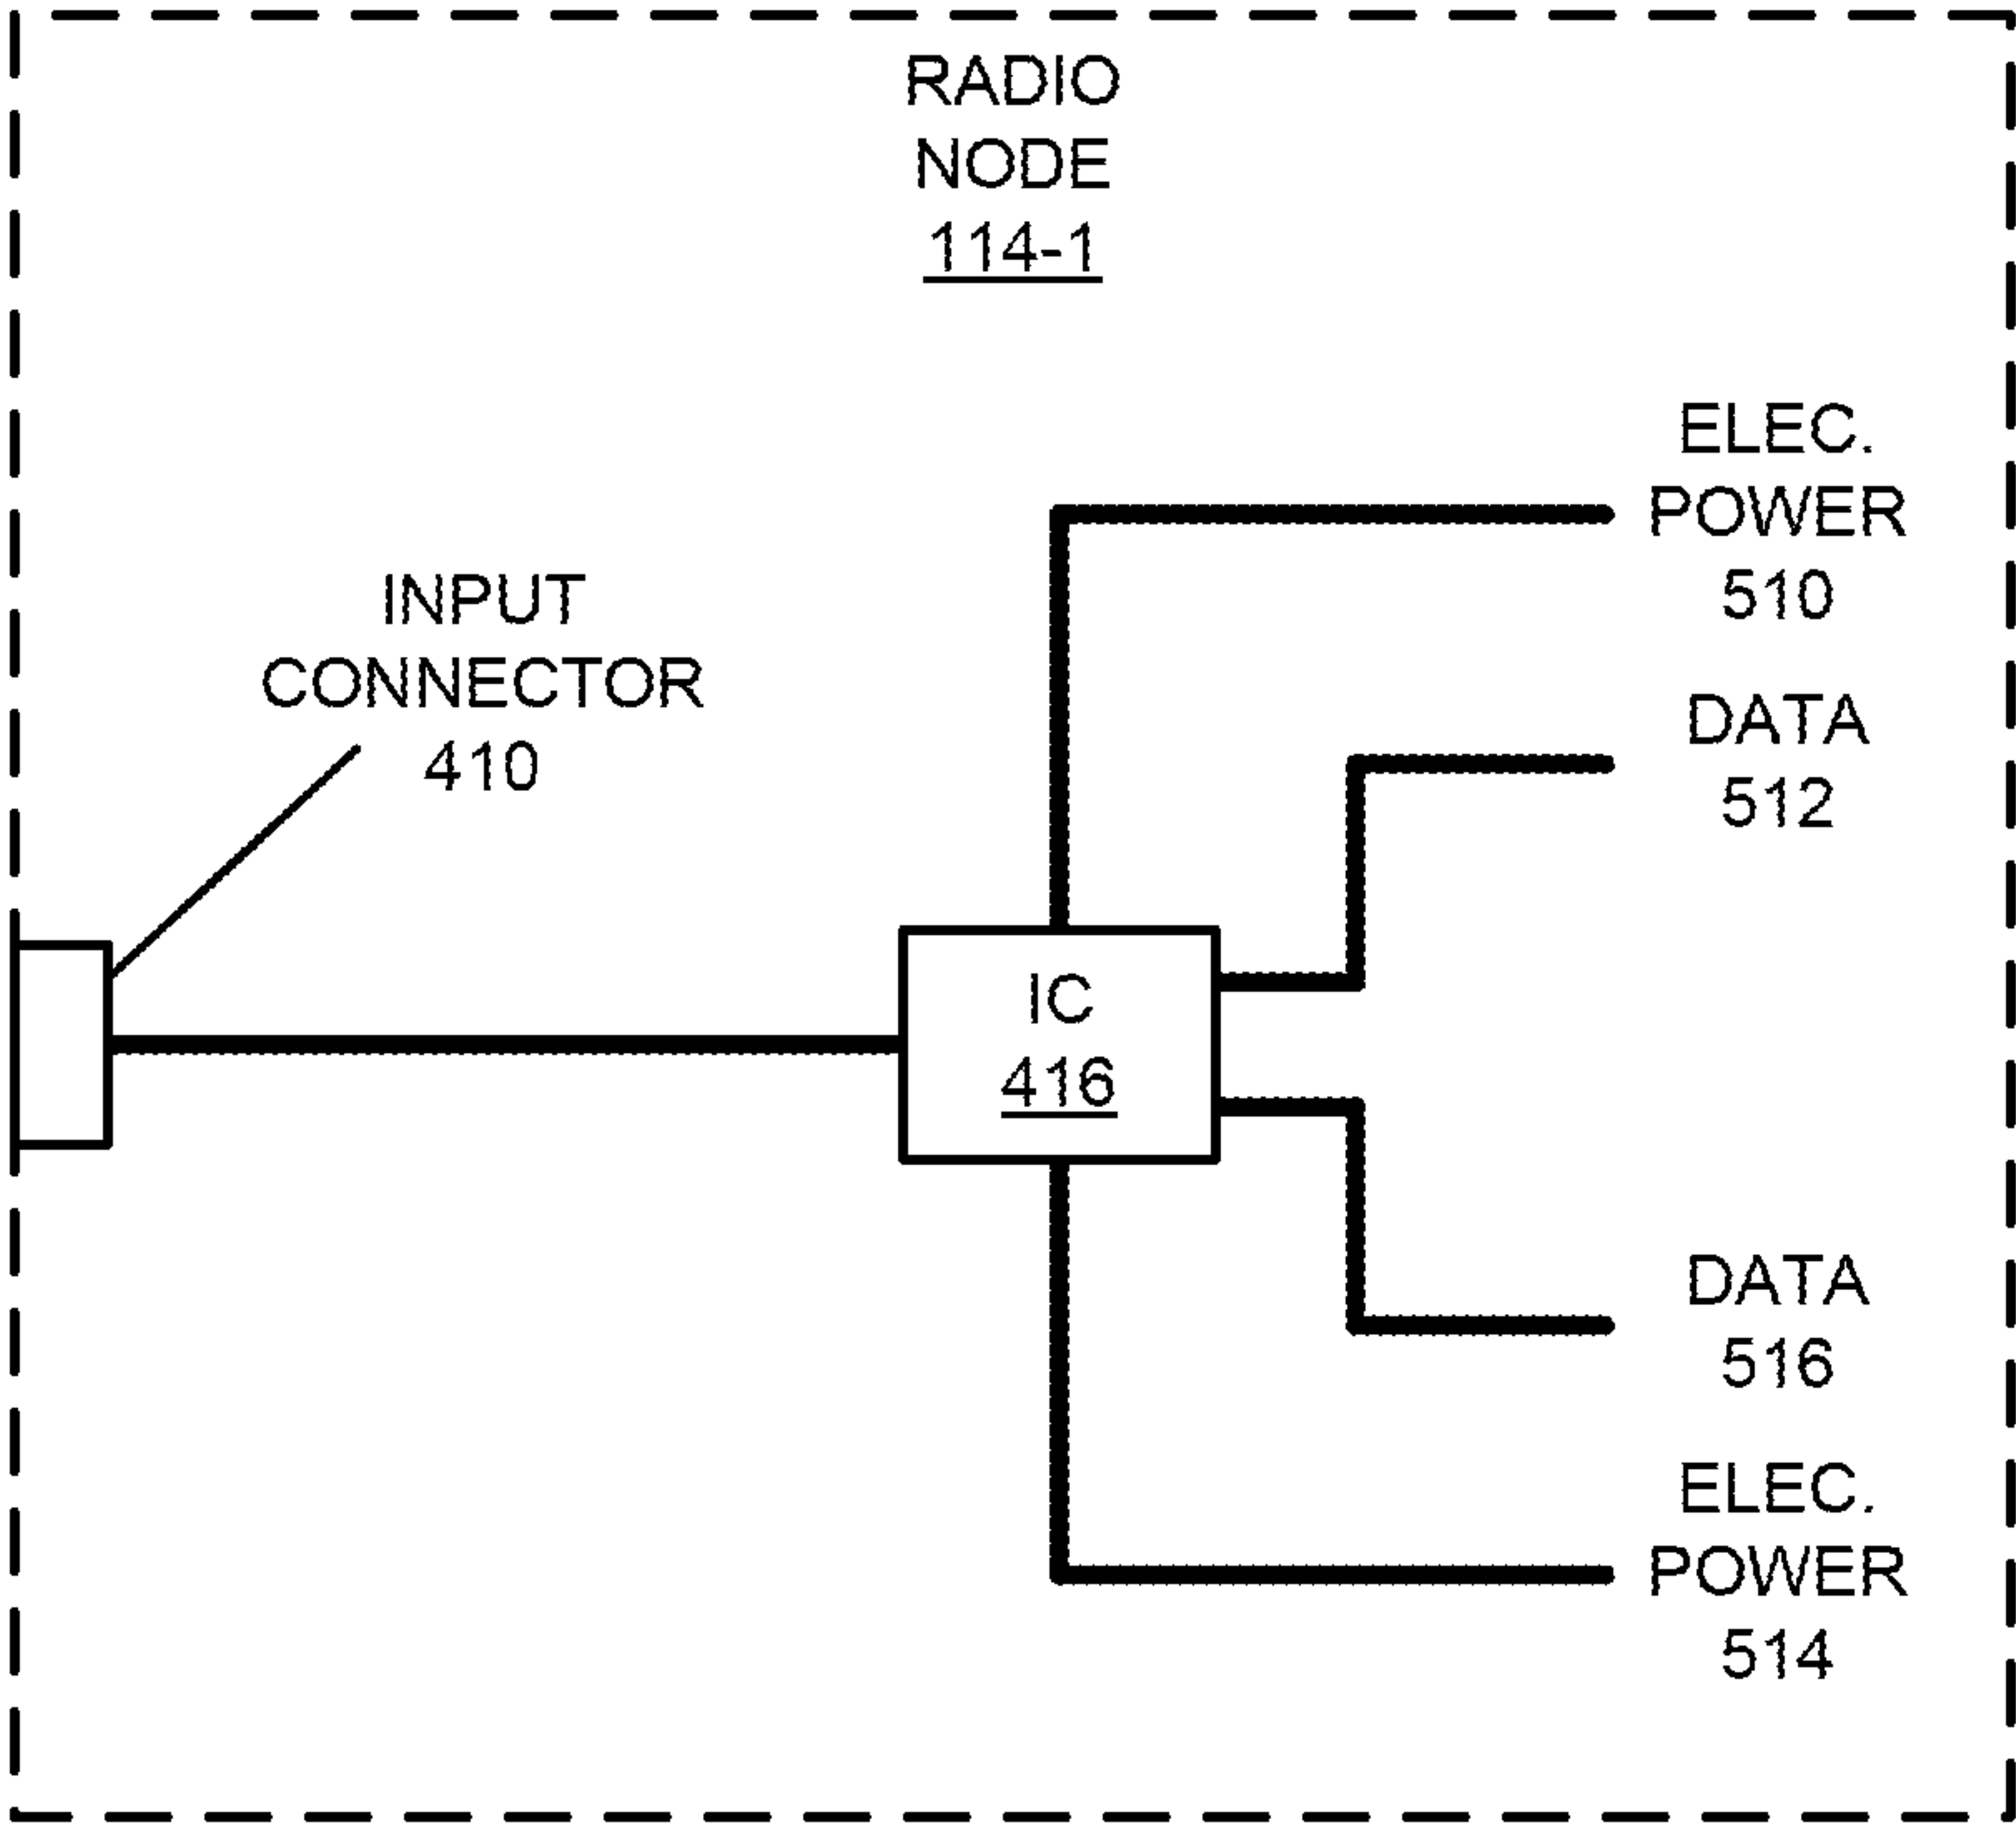 RADIO
NODE
114-1
ELEC.
POWER
510
INPUT
CONNECTOR
410
DATA
512
IC
416
DATA
516
ELEC.
POWER
514